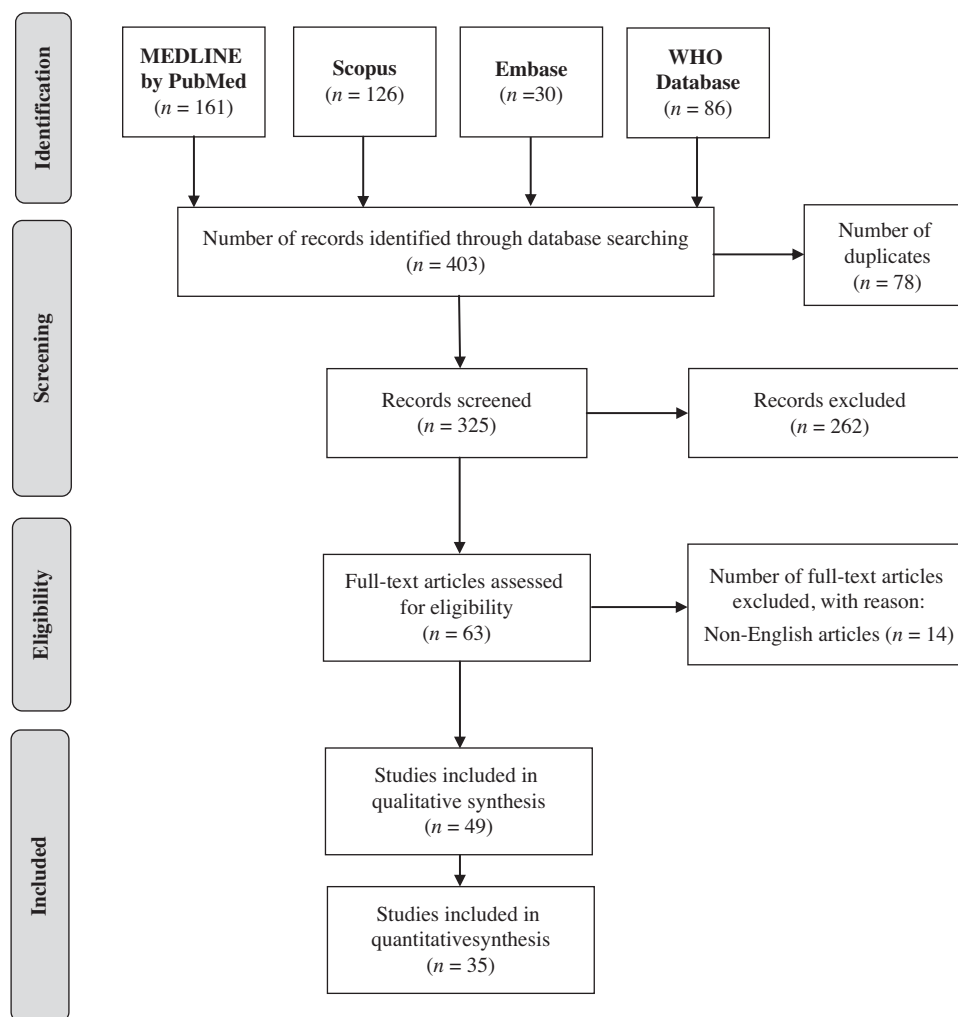 Identification
MEDLINE
by PubMed
(n = 161)
Scopus
(n = 126)
Embase
(n =30)
WHO
Database
(n = 86)
Screening
Number of records identified through database searching
(n = 403)
Number of
duplicates
(n = 78)
Records screened
(n = 325)
Records excluded
(n = 262)
Eligibility
Full-text articles assessed
for eligibility
(n = 63)
Number of full-text articles
excluded, with reason:
Non-English articles (n = 14)
Included
Studies included in
qualitative synthesis
(n = 49)
Studies included in
quantitativesynthesis
(n = 35)